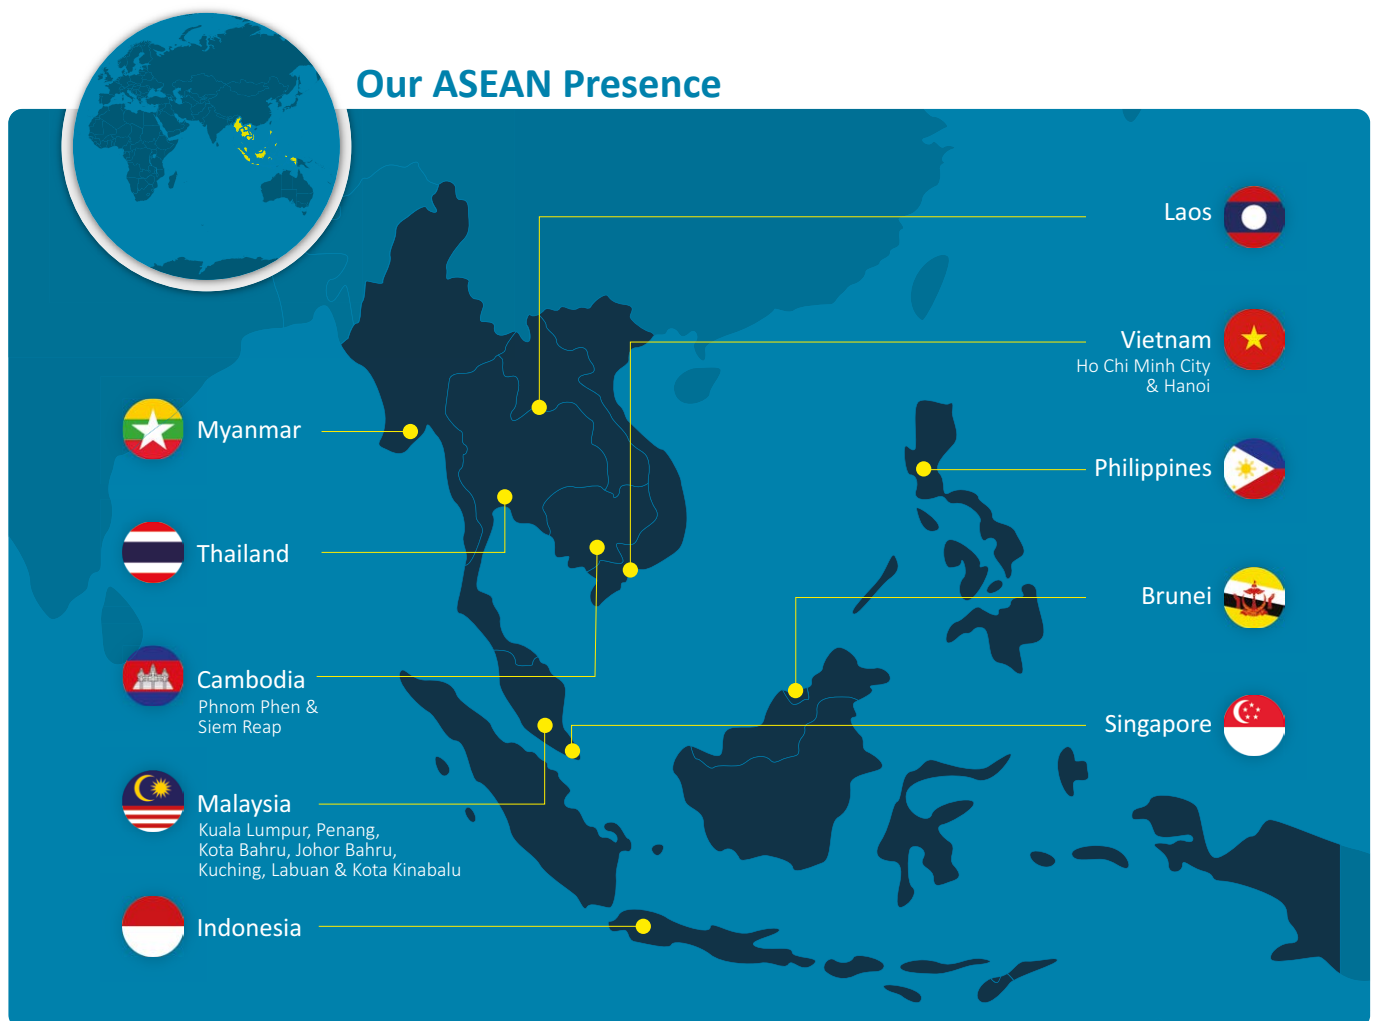 Our ASEAN Presence
Laos
Vietnam
Ho Chi Minh City
& Hanoi
Philippines
Brunei
Singapore
Myanmar
Thailand
Cambodia
Phnom Phen &
Siem Reap
Malaysia
Kuala Lumpur, Penang,
Kota Bahru, Johor Bahru,
Kuching, Labuan & Kota Kinabalu
Indonesia